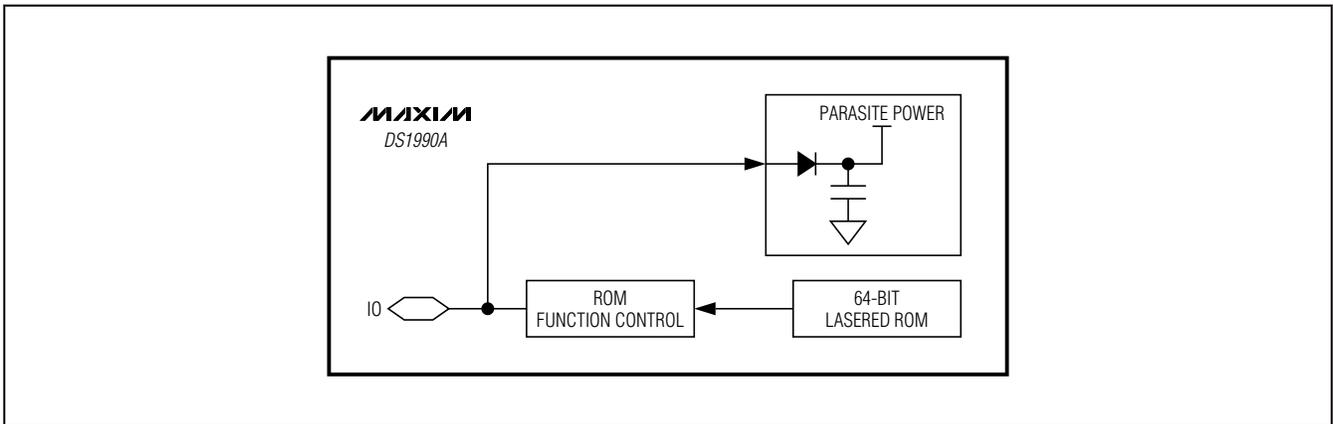 MAXIM
DS1990A
PARASITE POWER
IO
ROM
FUNCTION CONTROL
64-BIT
LASERED ROM